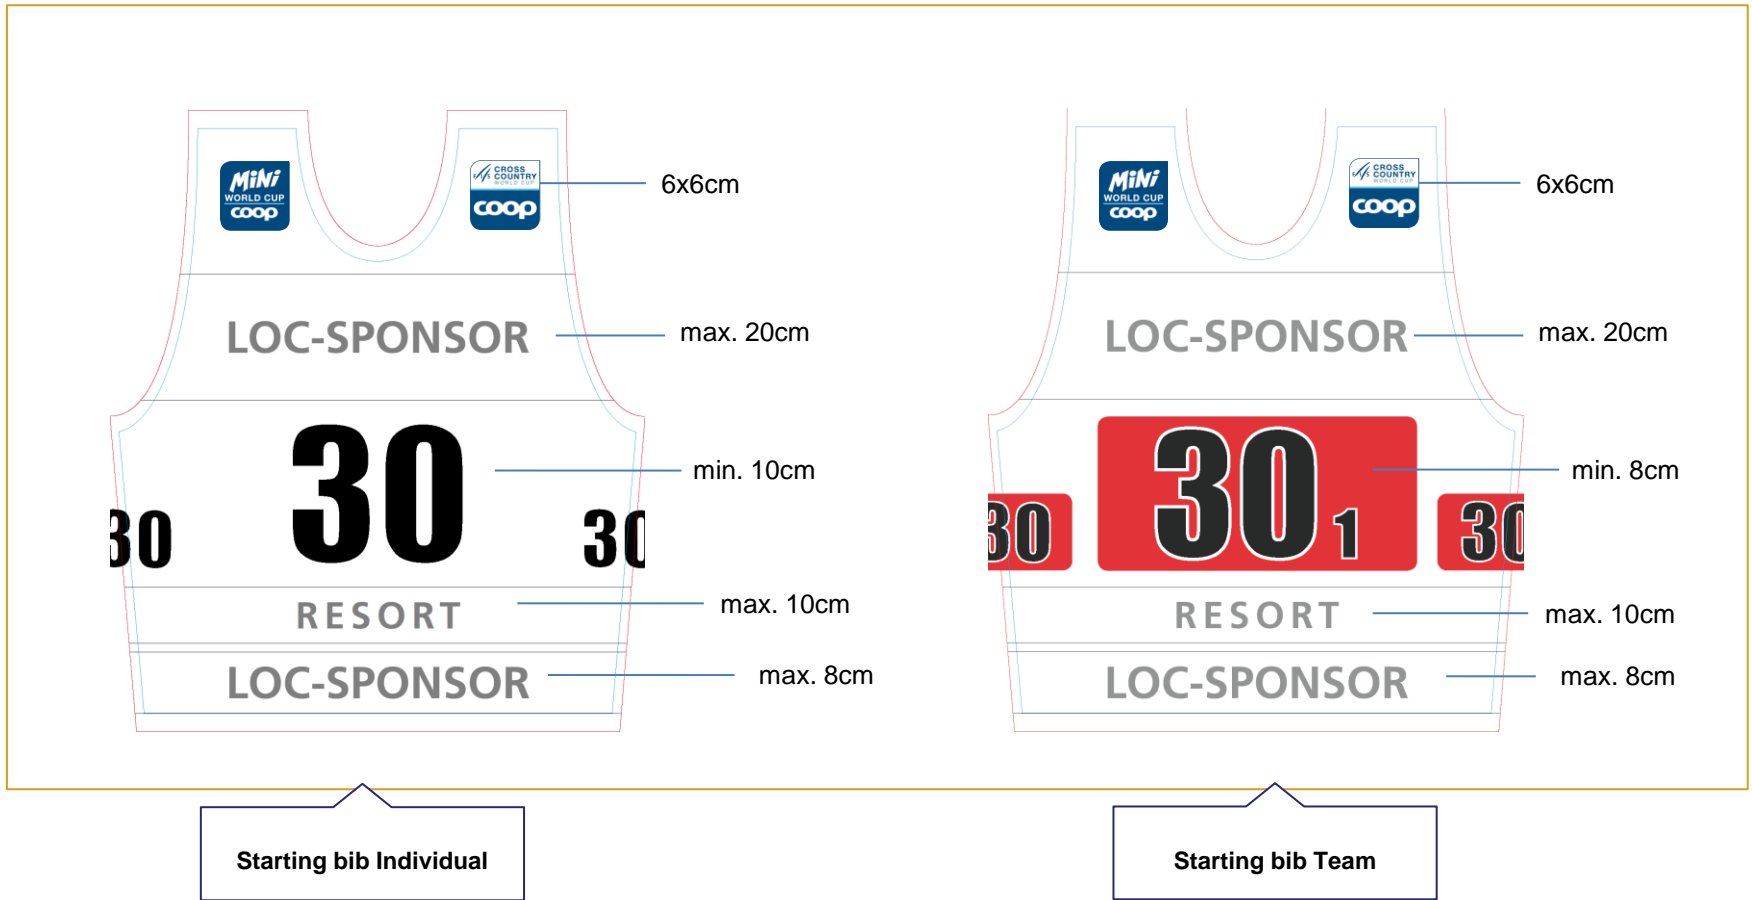 MiNi
WORLD CUP
coop
CROSS
COUNTRY
WORLD CUP
coop
6x6cm
LOC-SPONSOR
max. 20cm
30
30
30
min. 10cm
RESORT
max. 10cm
LOC-SPONSOR
max. 8cm
Starting bib Individual
MiNi
WORLD CUP
coop
CROSS
COUNTRY
WORLD CUP
coop
6x6cm
LOC-SPONSOR
max. 20cm
30
30 1
30
min. 8cm
RESORT
max. 10cm
LOC-SPONSOR
max. 8cm
Starting bib Team